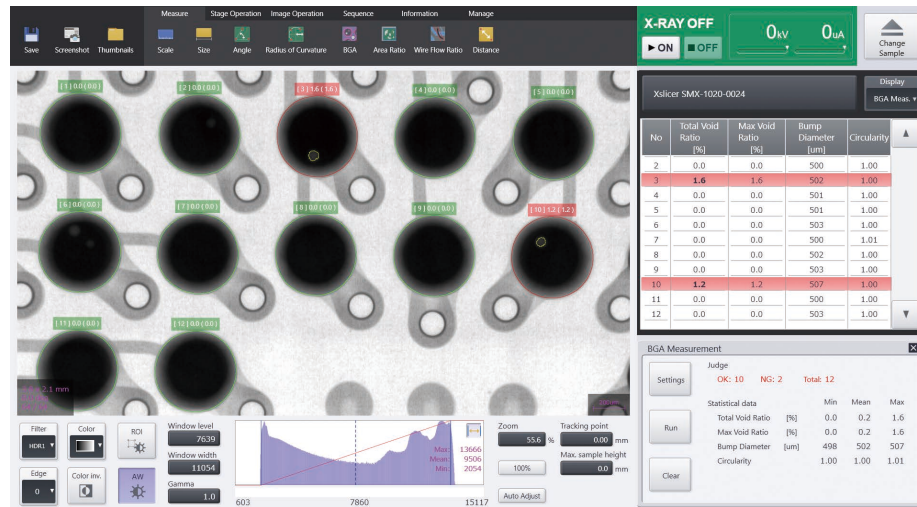 Measure Stage Operation Image Operation Sequence Information Manage
Save Screenshot Thumbnails Scale Size Angle Radius of Curvature BGA Area Ratio Wire Flow Ratio Distance
X-RAY OFF
ON OFF
0 kV 0 uA
Change
Sample
Xslicer SMX-1020-0024
Display
BGA Meas.
No Total Void Ratio [%] Max Void Ratio [%] Bump Diameter [um] Circularity
2 0.0 0.0 500 1.00
3 1.6 1.6 502 1.00
4 0.0 0.0 501 1.00
5 0.0 0.0 501 1.00
6 0.0 0.0 503 1.00
7 0.0 0.0 500 1.01
8 0.0 0.0 502 1.00
9 0.0 0.0 503 1.00
10 1.2 1.2 507 1.00
11 0.0 0.0 500 1.00
12 0.0 0.0 503 1.00
[1] 0.0 (0.0)
[2] 0.0 (0.0)
[3] 1.6 (1.6)
[4] 0.0 (0.0)
[5] 0.0 (0.0)
[6] 0.0 (0.0)
[7] 0.0 (0.0)
[8] 0.0 (0.0)
[9] 0.0 (0.0)
[10] 1.2 (1.2)
[11] 0.0 (0.0)
[12] 0.0 (0.0)
2.1 mm
BGA Measurement
Settings
Run
Clear
Judge
OK: 10 NG: 2 Total: 12
Statistical data Min Mean Max
Total Void Ratio [%] 0.0 0.2 1.6
Max Void Ratio [%] 0.0 0.2 1.6
Bump Diameter [um] 498 502 507
Circularity 1.00 1.00 1.01
Filter
HDR1
Color
ROI
Edge
0
Color inv.
AW
Window level
7639
Window width
11054
Gamma
1.0
Max: 13666
Mean: 9506
Min: 2054
603 7860 15117
Zoom
55.6 %
100%
Auto Adjust
Tracking point
0.00 mm
Max. sample height
0.0 mm